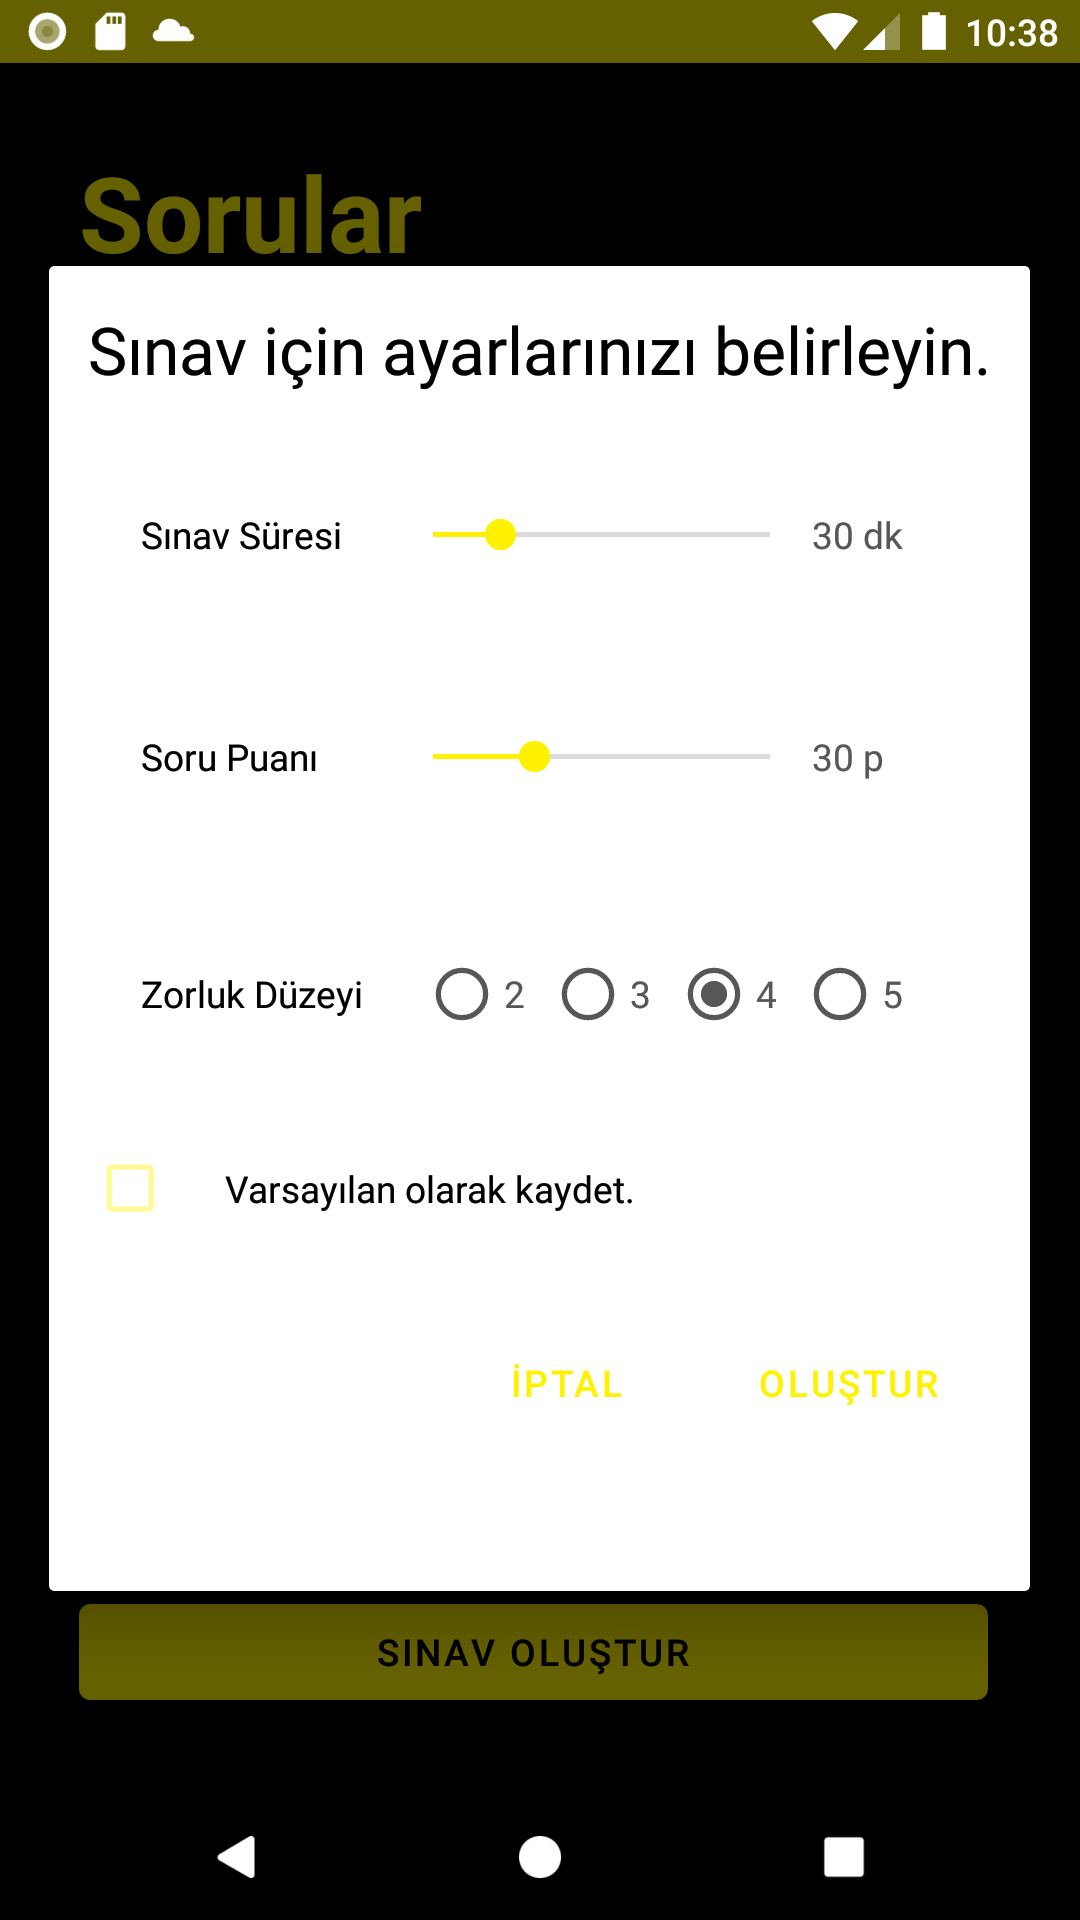 10:38
Sorular
Sınav için ayarlarınızı belirleyin.
Sınav Süresi 30 dk
Soru Puanı 30 p
Zorluk Düzeyi 2 3 4 5
Varsayılan olarak kaydet.
İPTAL OLUŞTUR
SINAV OLUŞTUR